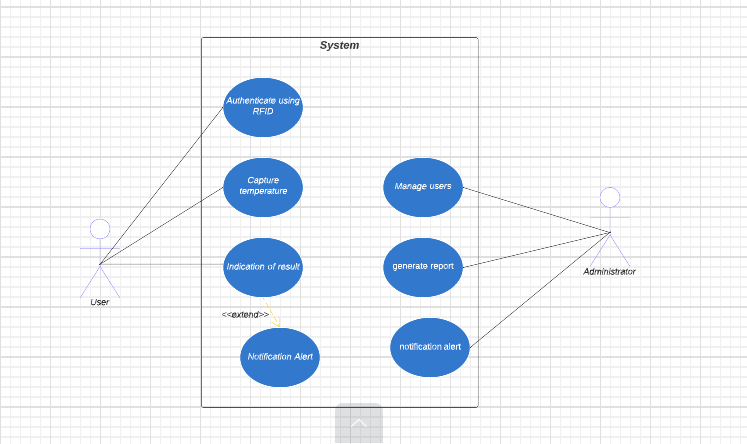 System
Authenticate using
RFID
Capture
temperature
Manage users
Indication of result
generate report
Administrator
User
<<extend>>
Notification Alert
notification alert